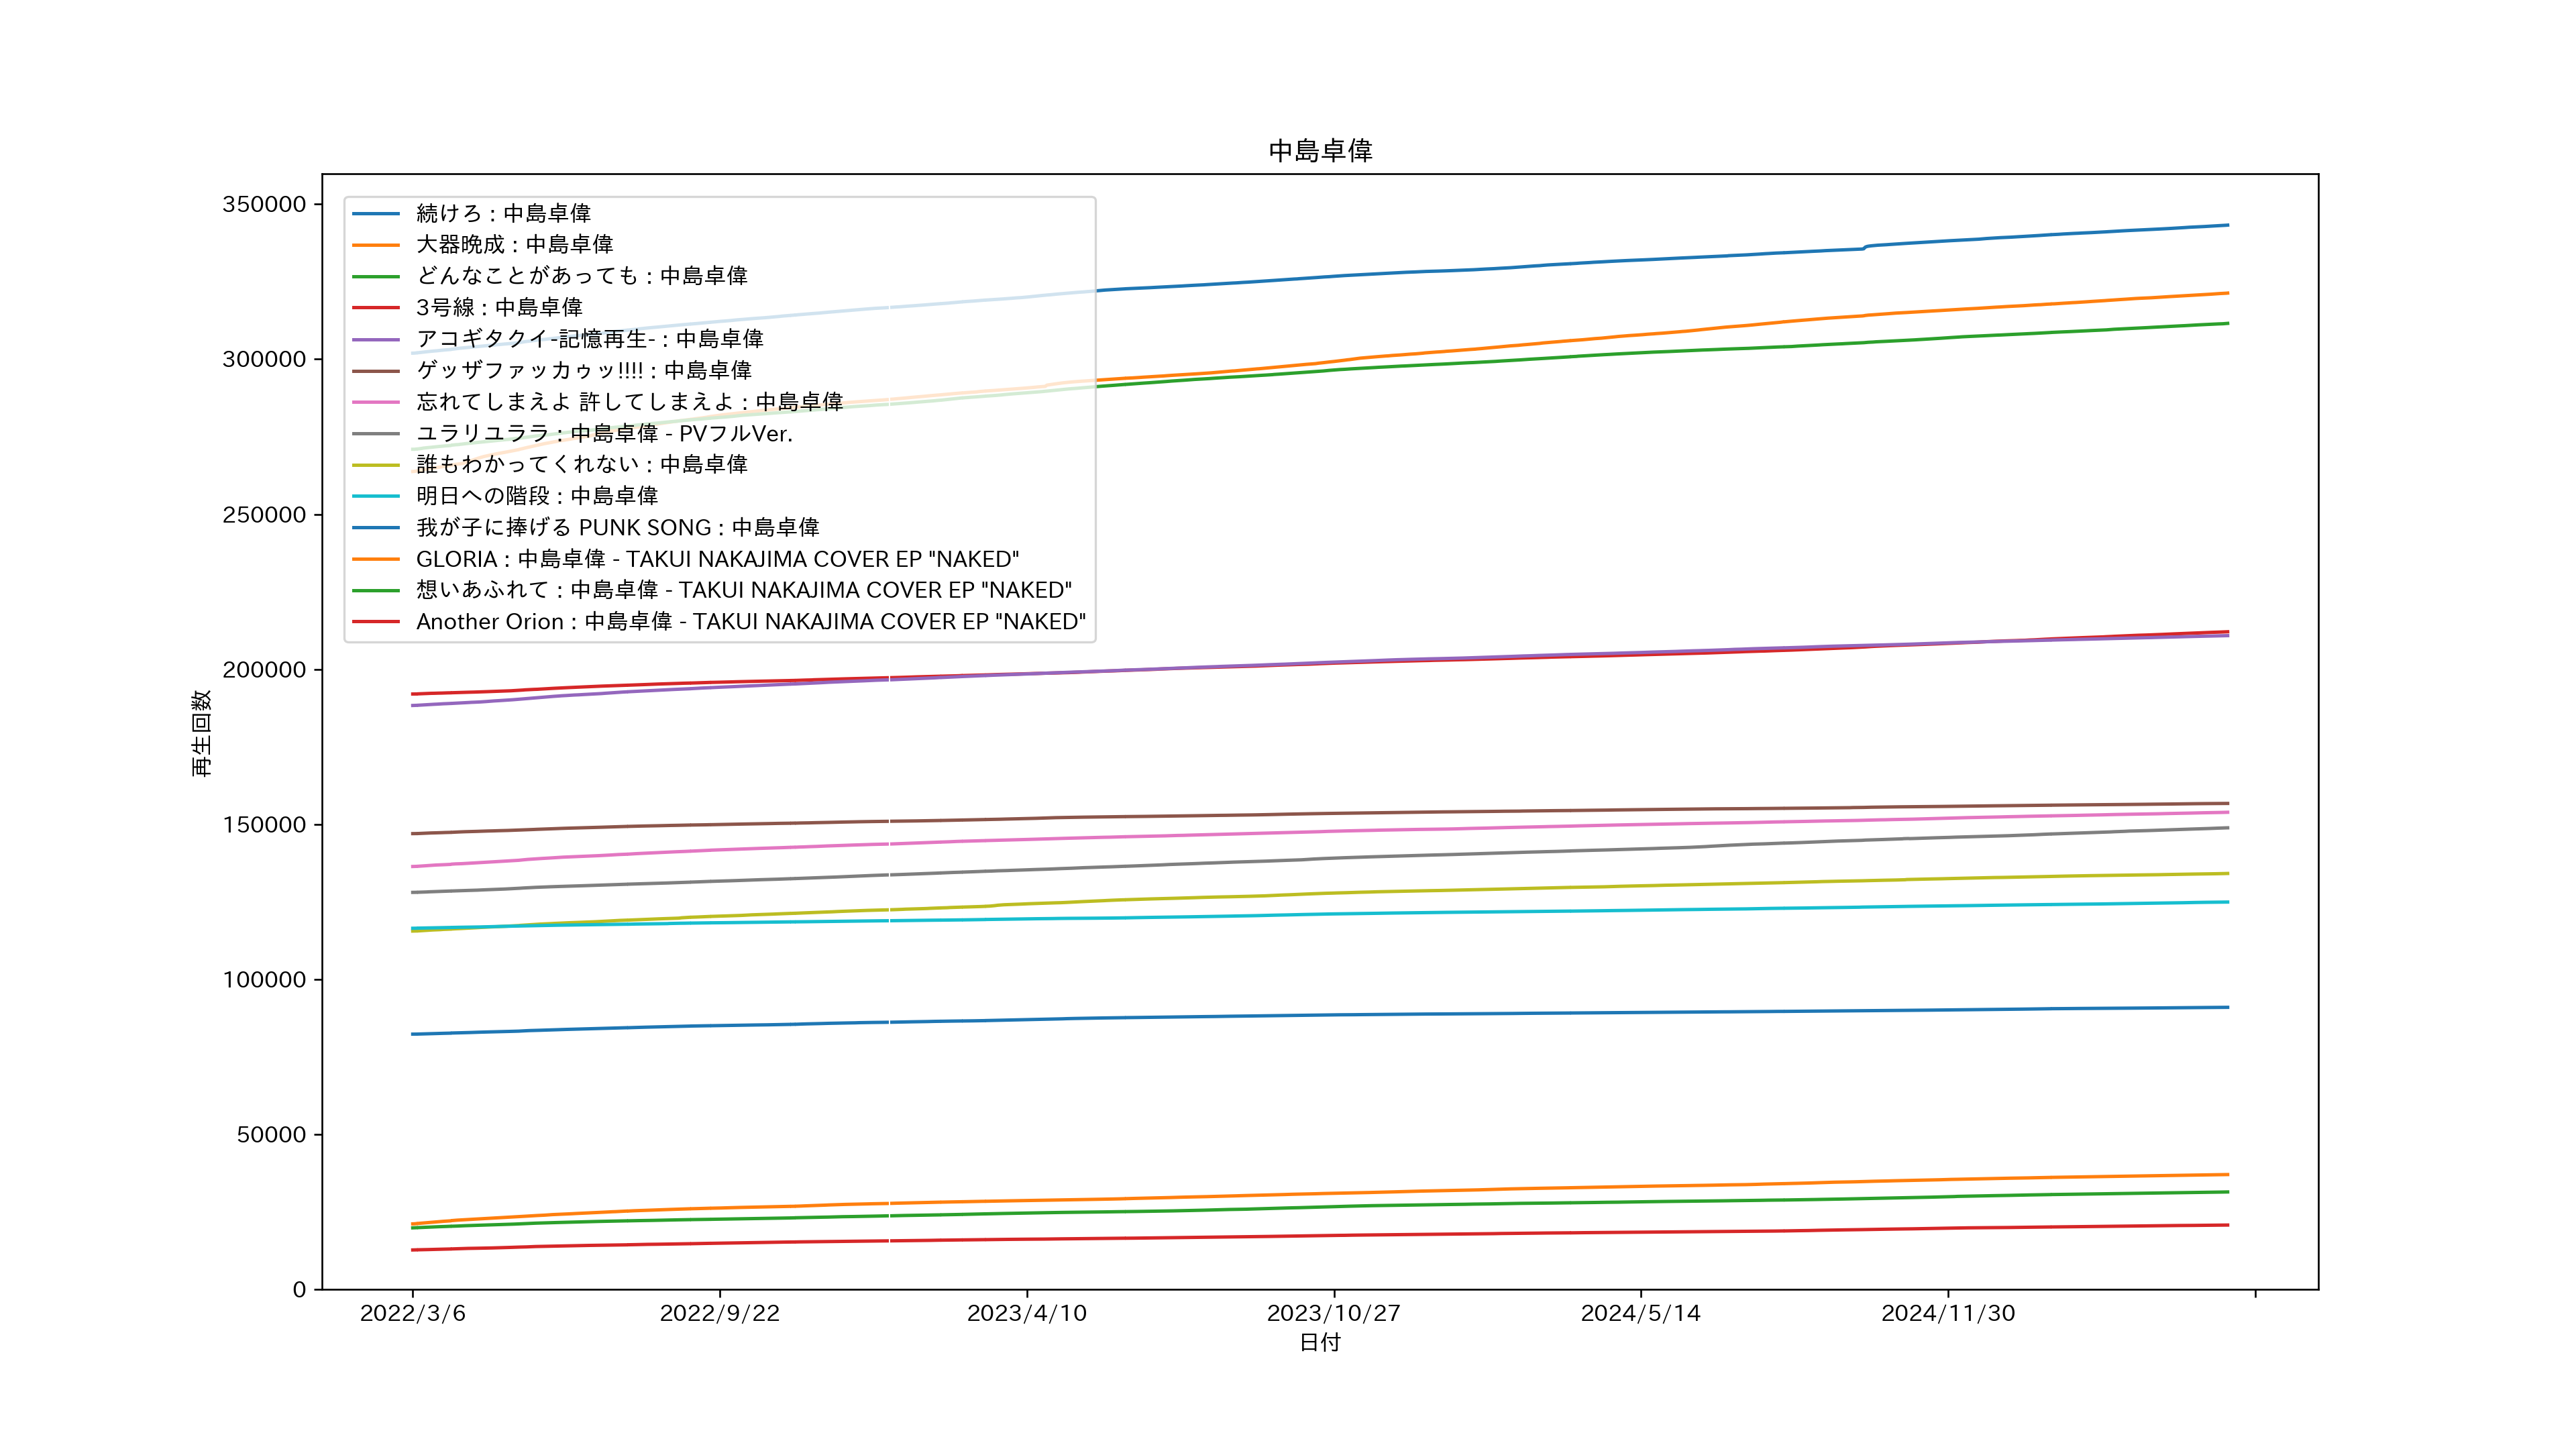 中島卓偉
350000
300000
250000
200000
150000
100000
50000
0
再生回数
続けろ : 中島卓偉
大器晩成 : 中島卓偉
どんなことがあっても : 中島卓偉
3号線 : 中島卓偉
アコギタクイ-記憶再生- : 中島卓偉
ゲッザファッカゥッ!!!! : 中島卓偉
忘れてしまえよ 許してしまえよ : 中島卓偉
ユラリユララ : 中島卓偉 - PVフルVer.
誰もわかってくれない : 中島卓偉
明日への階段 : 中島卓偉
我が子に捧げる PUNK SONG : 中島卓偉
GLORIA : 中島卓偉 - TAKUI NAKAJIMA COVER EP "NAKED"
想いあふれて : 中島卓偉 - TAKUI NAKAJIMA COVER EP "NAKED"
Another Orion : 中島卓偉 - TAKUI NAKAJIMA COVER EP "NAKED"
2022/3/6 2022/9/22 2023/4/10 2023/10/27 2024/5/14 2024/11/30
日付